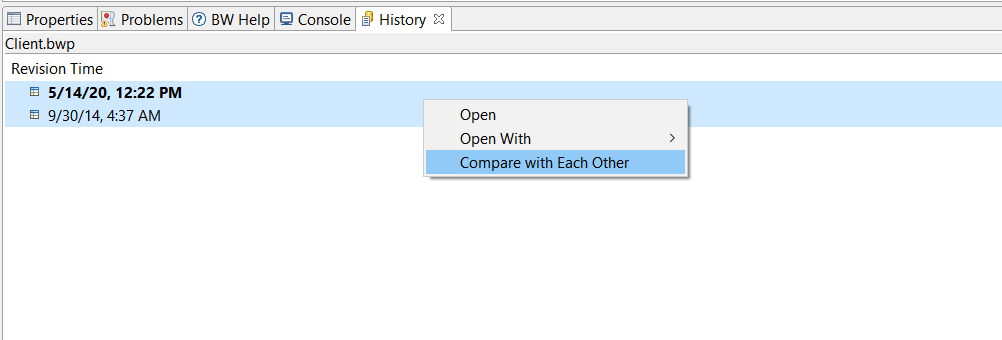 Properties Problems BW Help Console History
Client.bwp
Revision Time
5/14/20, 12:22 PM
9/30/14, 4:37 AM
Open
Open With
Compare with Each Other